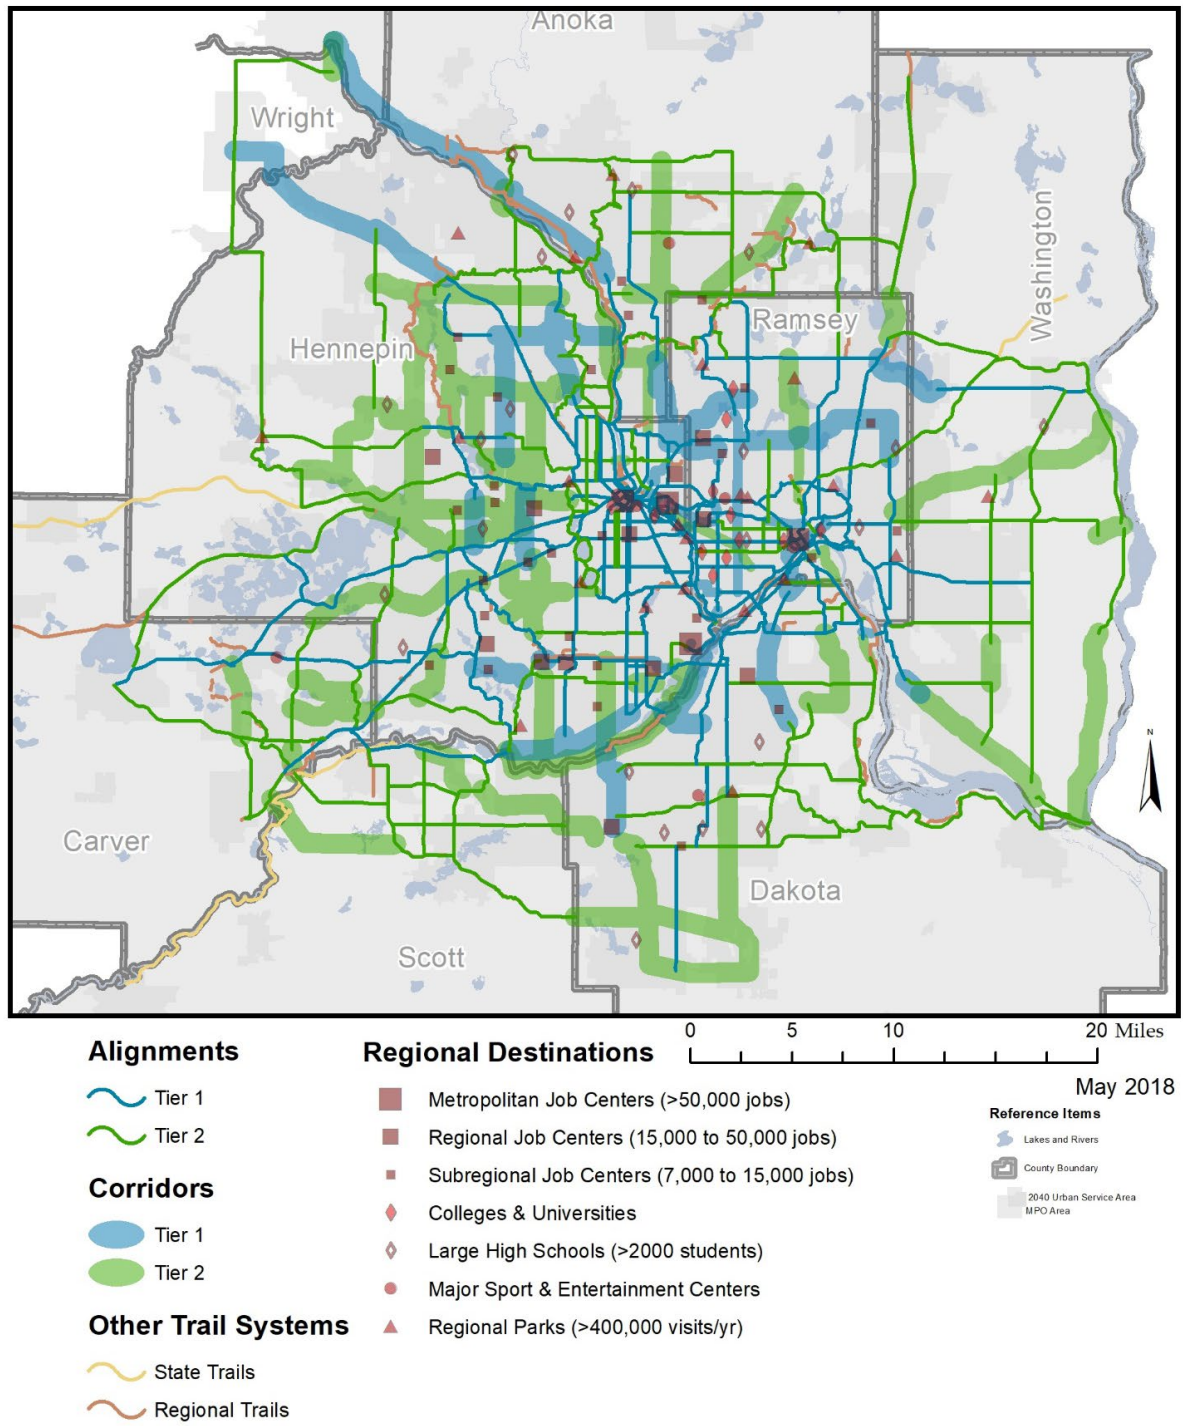 Anoka
Wright
Washington
Ramsey
Hennepin
N
Carver
Dakota
Scott
0 5 10 20 Miles
May 2018
Alignments
Tier 1
Tier 2
Corridors
Tier 1
Tier 2
Other Trail Systems
State Trails
Regional Trails
Regional Destinations
Metropolitan Job Centers (>50,000 jobs)
Regional Job Centers (15,000 to 50,000 jobs)
Subregional Job Centers (7,000 to 15,000 jobs)
Colleges & Universities
Large High Schools (>2000 students)
Major Sport & Entertainment Centers
Regional Parks (>400,000 visits/yr)
Reference Items
Lakes and Rivers
County Boundary
2040 Urban Service Area
MPO Area